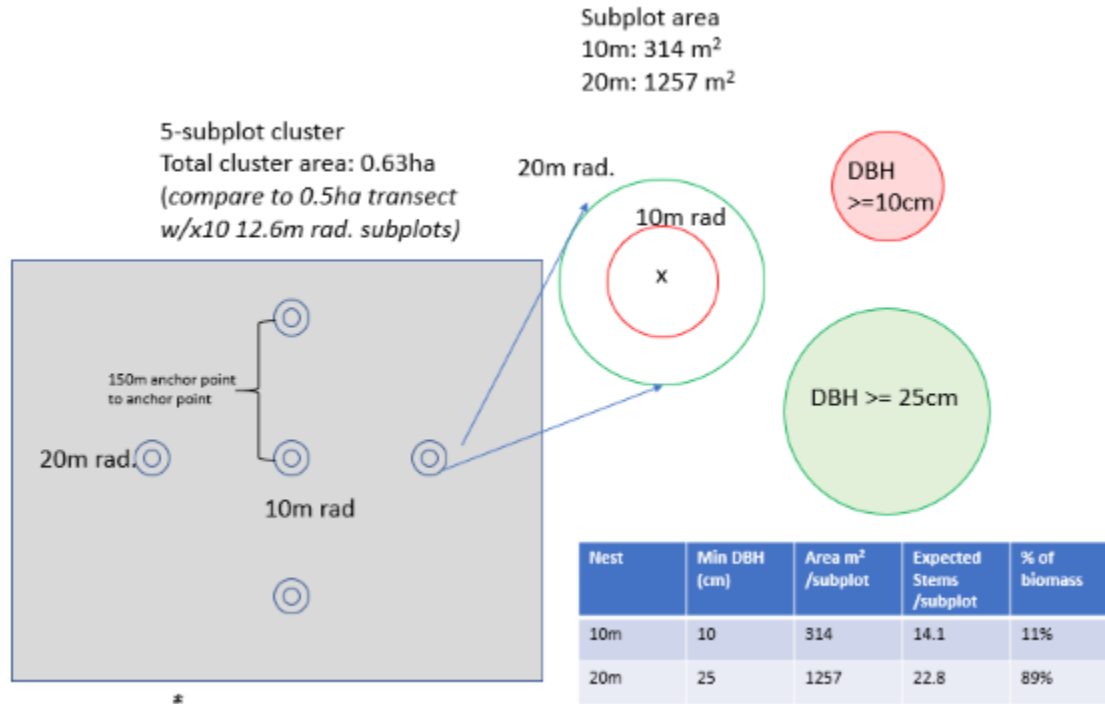 Subplot area
10m: 314 m²
20m: 1257 m²
5-subplot cluster
Total cluster area: 0.63ha
(compare to 0.5ha transect
w/x10 12.6m rad. subplots)
20m rad.
10m rad
x
DBH
>=10cm
150m anchor point
to anchor point
20m rad.
10m rad
DBH >= 25cm
Nest Min DBH (cm) Area m² /subplot Expected Stems /subplot % of biomass
10m 10 314 14.1 11%
20m 25 1257 22.8 89%
*